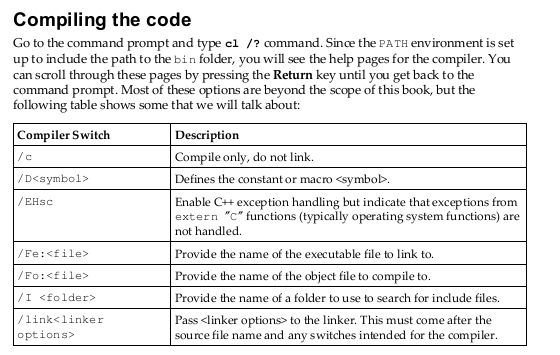 Compiling the code
Go to the command prompt and type cl /? command. Since the PATH environment is set
up to include the path to the bin folder, you will see the help pages for the compiler. You
can scroll through these pages by pressing the Return key until you get back to the
command prompt. Most of these options are beyond the scope of this book, but the
following table shows some that we will talk about:
Compiler Switch Description
/c Compile only, do not link.
/D<symbol> Defines the constant or macro <symbol>.
/EHsc Enable C++ exception handling but indicate that exceptions from
extern "C" functions (typically operating system functions) are
not handled.
/Fe:<file> Provide the name of the executable file to link to.
/Fo:<file> Provide the name of the object file to compile to.
/I <folder> Provide the name of a folder to use to search for include files.
/link<linker Pass <linker options> to the linker. This must come after the
options> source file name and any switches intended for the compiler.